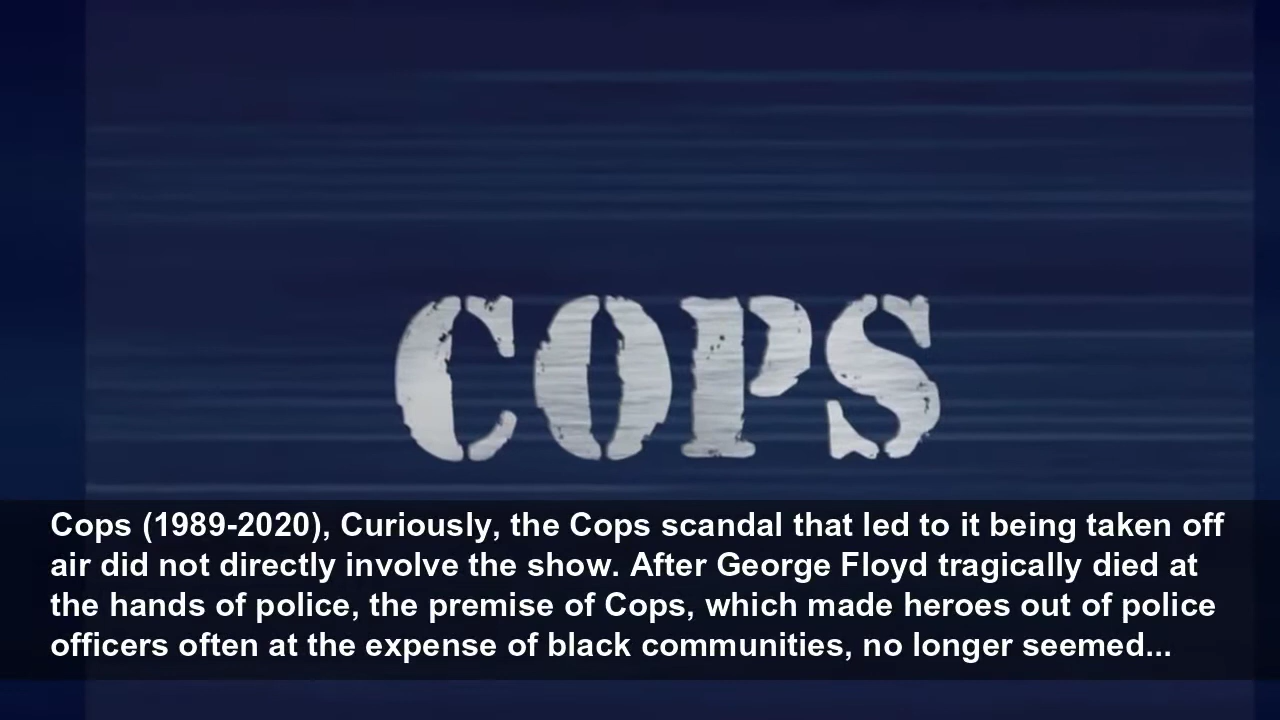 COPS
Cops (1989-2020), Curiously, the Cops scandal that led to it being taken off
air did not directly involve the show. After George Floyd tragically died at
the hands of police, the premise of Cops, which made heroes out of police
officers often at the expense of black communities, no longer seemed...